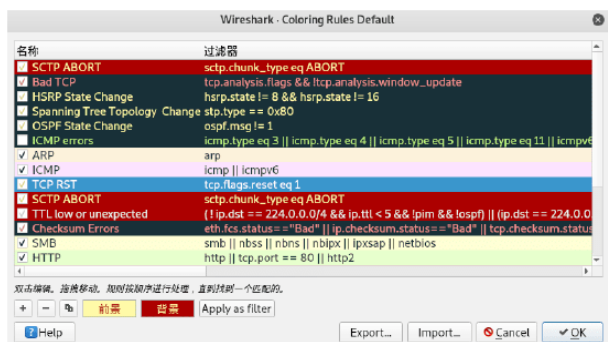 Wireshark · Coloring Rules Default
名称 过滤器
SCTP ABORT sctp.chunk_type eq ABORT
Bad TCP tcp.analysis.flags && !tcp.analysis.window_update
HSRP State Change hsrp.state != 8 && hsrp.state != 16
Spanning Tree Topology Change stp.type == 0x80
OSPF State Change ospf.msg != 1
ICMP errors icmp.type eq 3 || icmp.type eq 4 || icmp.type eq 5 || icmp.type eq 11 || icmpv6
ARP arp
ICMP icmp || icmpv6
TCP RST tcp.flags.reset eq 1
SCTP ABORT sctp.chunk_type eq ABORT
TTL low or unexpected ( ! ip.dst == 224.0.0.0/4 && ip.ttl < 5 && !pim && !ospf) || (ip.dst == 224.0.0
Checksum Errors eth.fcs.status=="Bad" || ip.checksum.status=="Bad" || tcp.checksum.status
SMB smb || nbss || nbns || nbipx || ipxsap || netbios
HTTP http || tcp.port == 80 || http2
双击编辑。拖拽移动。规则按顺序进行处理，直到找到一个匹配的。
前景 背景 Apply as filter
Help Export... Import... Cancel OK